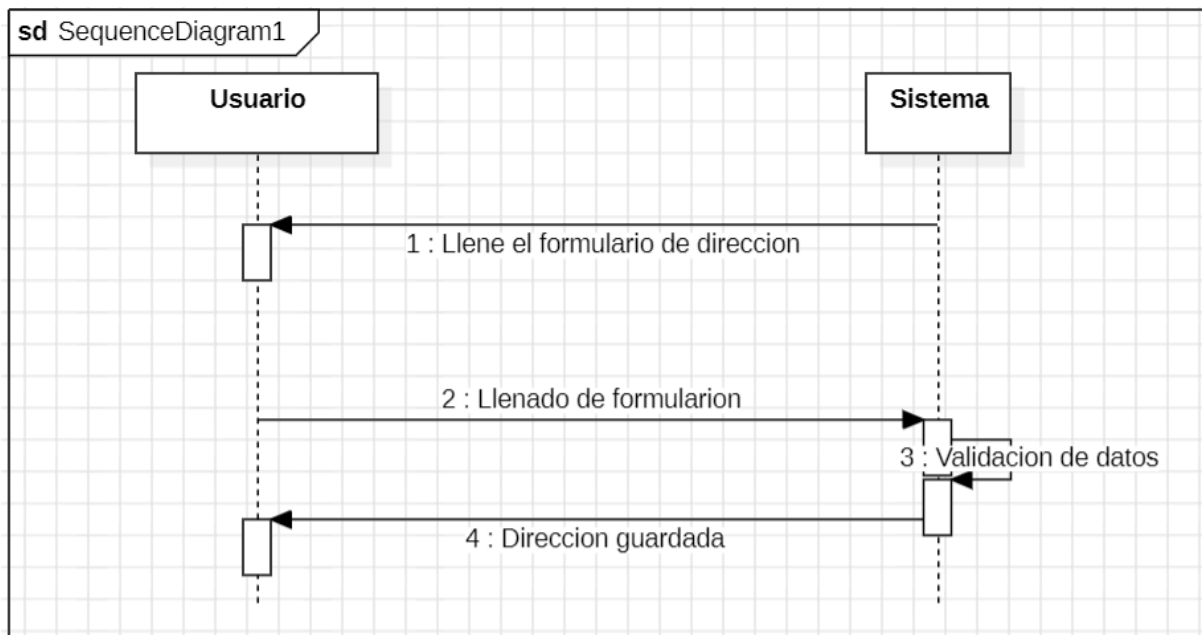 sd SequenceDiagram1
Usuario
Sistema
1 : Llene el formulario de direccion
2 : Llenado de formularion
3 : Validacion de datos
4 : Direccion guardada